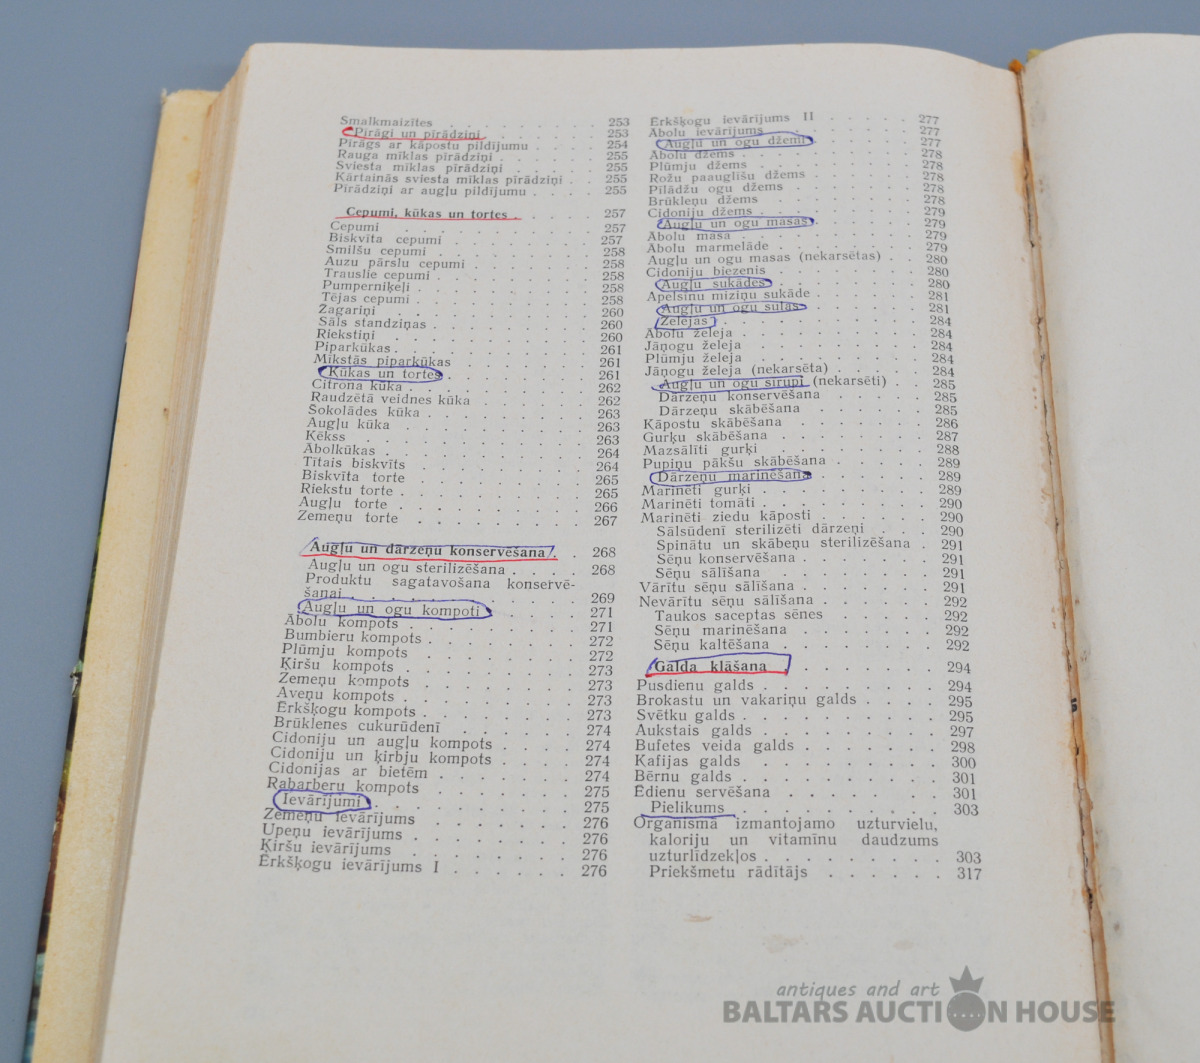 Smalkmaizītes . . . . . . . 253
Pīrāgi un pīrādziņi . . . . . . . 253
Pīrāgs ar kāpostu pildījumu . . . . 254
Rauga mīklas pīrādziņi . . . . . . 255
Sviesta mīklas pīrādziņi . . . . . . 255
Kārtainās sviesta mīklas pīrādziņi . . 255
Pīrādziņi ar augļu pildījumu . . . . 255
Cepumi, kūkas un tortes . . . . . 257
Cepumi . . . . . . . . . 257
Biskvīta cepumi . . . . . . . 257
Smilšu cepumi . . . . . . . . 258
Auzu pārslu cepumi . . . . . . 258
Trauslie cepumi . . . . . . . 258
Pumperniķeļi . . . . . . . . 258
Tējas cepumi . . . . . . . . 258
Žagariņi . . . . . . . . . 260
Sāls standziņas . . . . . . . 260
Riekstiņi . . . . . . . . . 260
Piparkūkas . . . . . . . . . 261
Mīkstās piparkūkas . . . . . . 261
Kūkas un tortes . . . . . . . 261
Citrona kūka . . . . . . . . 262
Raudzētā veidnes kūka . . . . . 262
Šokolādes kūka . . . . . . . . 263
Augļu kūka . . . . . . . . 263
Kēkss . . . . . . . . . 263
Ābolkūkas . . . . . . . . . 264
Tītais biskvīts . . . . . . . 264
Biskvīta torte . . . . . . . . 265
Riekstu torte . . . . . . . . 265
Augļu torte . . . . . . . . 266
Zemeņu torte . . . . . . . . 267
Augļu un dārzeņu konservēšana . . 268
Augļu un ogu sterilizēšana . . . . 268
Produktu sagatavošana konservē-
šanai . . . . . . . . . . 269
Augļu un ogu kompoti . . . . . 271
Ābolu kompots . . . . . . . . 271
Bumbieru kompots . . . . . . . 272
Plūmju kompots . . . . . . . . 272
Ķiršu kompots . . . . . . . . 273
Zemeņu kompots . . . . . . . 273
Aveņu kompots . . . . . . . . 273
Ērkšķogu kompots . . . . . . . 273
Brūklenes cukurūdenī . . . . . . 274
Cidoniju un augļu kompots . . . . 274
Cidoniju un ķirbju kompots . . . . 274
Cidonijas ar bietēm . . . . . . 274
Rabarberu kompots . . . . . . . 275
Ievārījumi . . . . . . . . . 275
Zemeņu ievārījums . . . . . . . 276
Upeņu ievārījums . . . . . . . 276
Ķiršu ievārījums . . . . . . . 276
Ērkšķogu ievārījums I . . . . . . 276
Ērkšķogu ievārījums II . . . . . 277
Ābolu ievārījums . . . . . . . 277
Augļu un ogu džemi . . . . . . 277
Ābolu džems . . . . . . . . 278
Plūmju džems . . . . . . . . 278
Rožu paauglīšu džems . . . . . . 278
Pīlādžu ogu džems . . . . . . . 278
Brūkleņu džems . . . . . . . . 278
Cidoniju džems . . . . . . . . 279
Augļu un ogu masas . . . . . . 279
Ābolu masa . . . . . . . . 279
Ābolu marmelāde . . . . . . . 279
Augļu un ogu masas (nekarsētas) . . 280
Cidoniju biezenis . . . . . . . 280
Augļu sukādes . . . . . . . . 280
Apelsīnu miziņu sukāde . . . . . 281
Augļu un ogu sulas . . . . . . 281
Želejas . . . . . . . . . 284
Ābolu želeja . . . . . . . . 284
Jāņogu želeja . . . . . . . . 284
Plūmju želeja . . . . . . . . 284
Jāņogu želeja (nekarsēta) . . . . 284
Augļu un ogu sīrupi (nekarsēti) . . 285
Dārzeņu konservēšana . . . . . 285
Dārzeņu skābēšana . . . . . . 285
Kāpostu skābēšana . . . . . . . 286
Gurķu skābēšana . . . . . . . 287
Mazsālīti gurķi . . . . . . . . 288
Pupiņu pākšu skābēšana . . . . . 289
Dārzeņu marinēšana . . . . . . 289
Marinēti gurķi . . . . . . . . 289
Marinēti tomāti . . . . . . . . 290
Marinēti ziedu kāposti . . . . . . 290
Sālsūdenī sterilizēti dārzeņi . . . . 290
Spinātu un skābeņu sterilizēšana . . 291
Sēņu konservēšana . . . . . . 291
Sēņu sālīšana . . . . . . . 291
Vārītu sēņu sālīšana . . . . . . 291
Nevārītu sēņu sālīšana . . . . . . 292
Taukos saceptas sēnes . . . . . 292
Sēņu marinēšana . . . . . . . 292
Sēņu kaltēšana . . . . . . . 292
Galda klāšana . . . . . . . . 294
Pusdienu galds . . . . . . . . 294
Brokastu un vakariņu galds . . . . 295
Svētku galds . . . . . . . . . 295
Aukstais galds . . . . . . . . 297
Bufetes veida galds . . . . . . . 298
Kafijas galds . . . . . . . . 300
Bērnu galds . . . . . . . . . 301
Ēdienu servēšana . . . . . . . 301
Pielikums . . . . . . . . . 303
Organismā izmantojamo uzturvielu,
kaloriju un vitamīnu daudzums
uzturlīdzekļos . . . . . . . . 303
Priekšmetu rādītājs . . . . . . 317
antiques and art
BALTARS AUCTION HOUSE